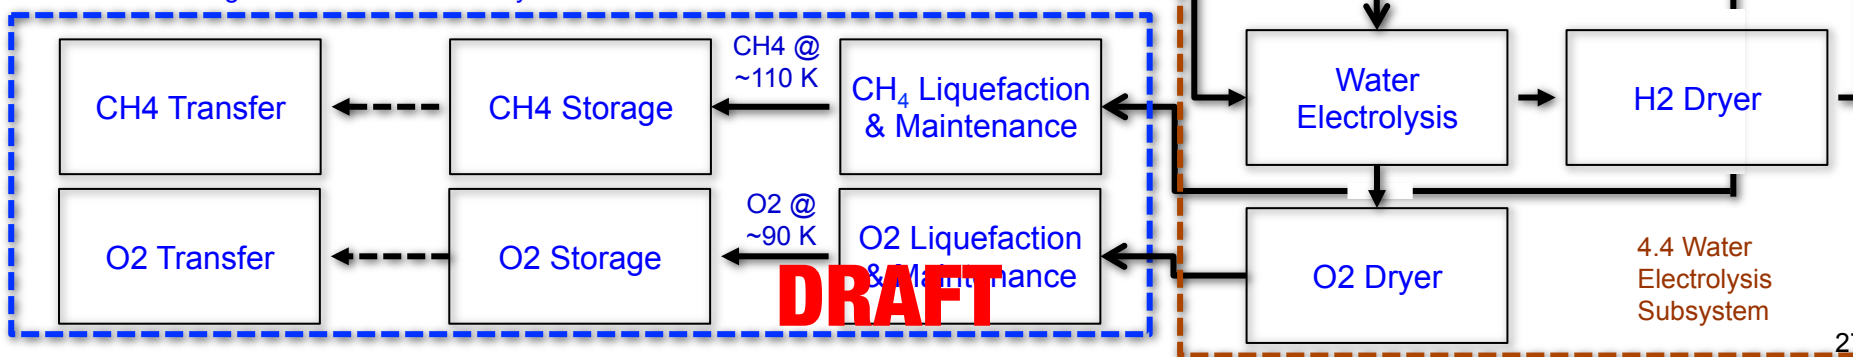 CH4 Transfer
CH4 Storage
CH4 @
~110 K
CH₄ Liquefaction
& Maintenance
Water
Electrolysis
H2 Dryer
O2 Transfer
O2 Storage
O2 @
~90 K
O2 Liquefaction
& Maintenance
DRAFT
O2 Dryer
4.4 Water
Electrolysis
Subsystem